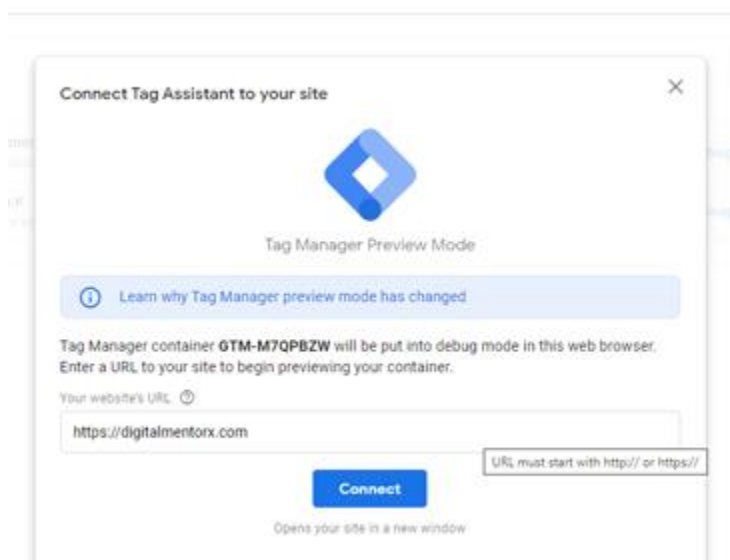 Connect Tag Assistant to your site
Tag Manager Preview Mode
Learn why Tag Manager preview mode has changed
Tag Manager container GTM-M7QPBZW will be put into debug mode in this web browser.
Enter a URL to your site to begin previewing your container.
Your website's URL
https://digitalmentorx.com
URL must start with http:// or https://
Connect
Opens your site in a new window